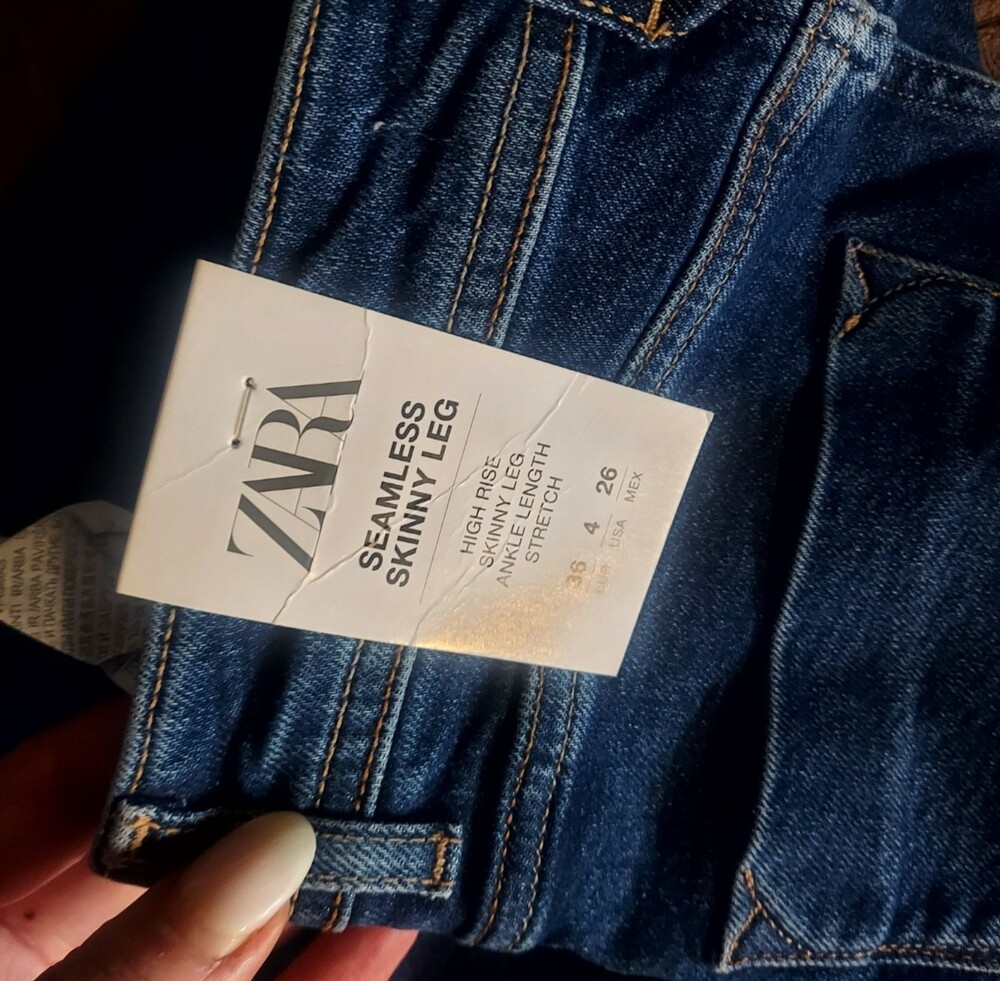 ZARA
SEAMLESS
SKINNY LEG
HIGH RISE
SKINNY LEG
ANKLE LENGTH
STRETCH
36 4 26
EUR USA MEX